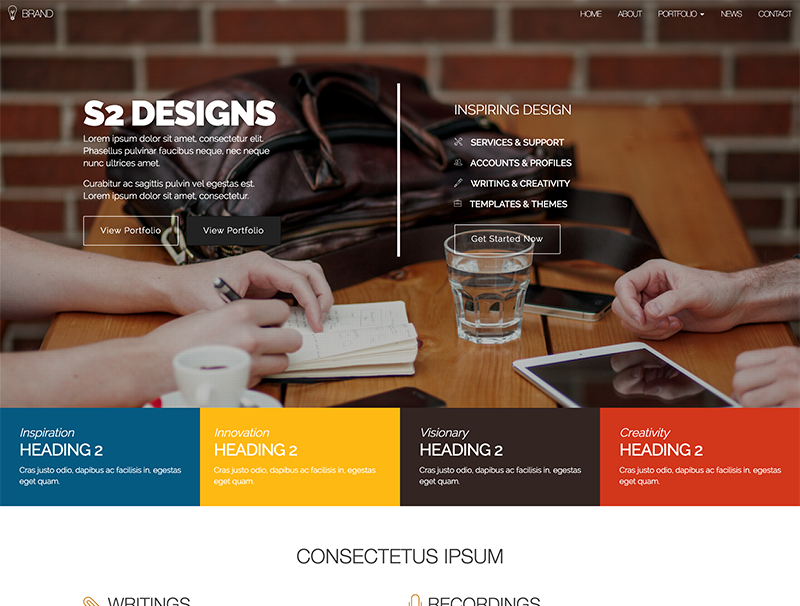 BRAND
HOME ABOUT PORTFOLIO NEWS CONTACT
S2 DESIGNS
Lorem ipsum dolor sit amet, consectetur elit.
Phasellus pulvinar faucibus neque, nec neque
nunc ultrices amet.
Curabitur ac sagittis pulvin vel egestas est.
Lorem ipsum dolor sit amet, consectetur.
View Portfolio View Portfolio
INSPIRING DESIGN
SERVICES & SUPPORT
ACCOUNTS & PROFILES
WRITING & CREATIVITY
TEMPLATES & THEMES
Get Started Now
Inspiration
HEADING 2
Cras justo odio, dapibus ac facilisis in, egestas
eget quam.
Innovation
HEADING 2
Cras justo odio, dapibus ac facilisis in, egestas
eget quam.
Visionary
HEADING 2
Cras justo odio, dapibus ac facilisis in, egestas
eget quam.
Creativity
HEADING 2
Cras justo odio, dapibus ac facilisis in, egestas
eget quam.
CONSECTETUS IPSUM
WRITINGS
RECORDINGS